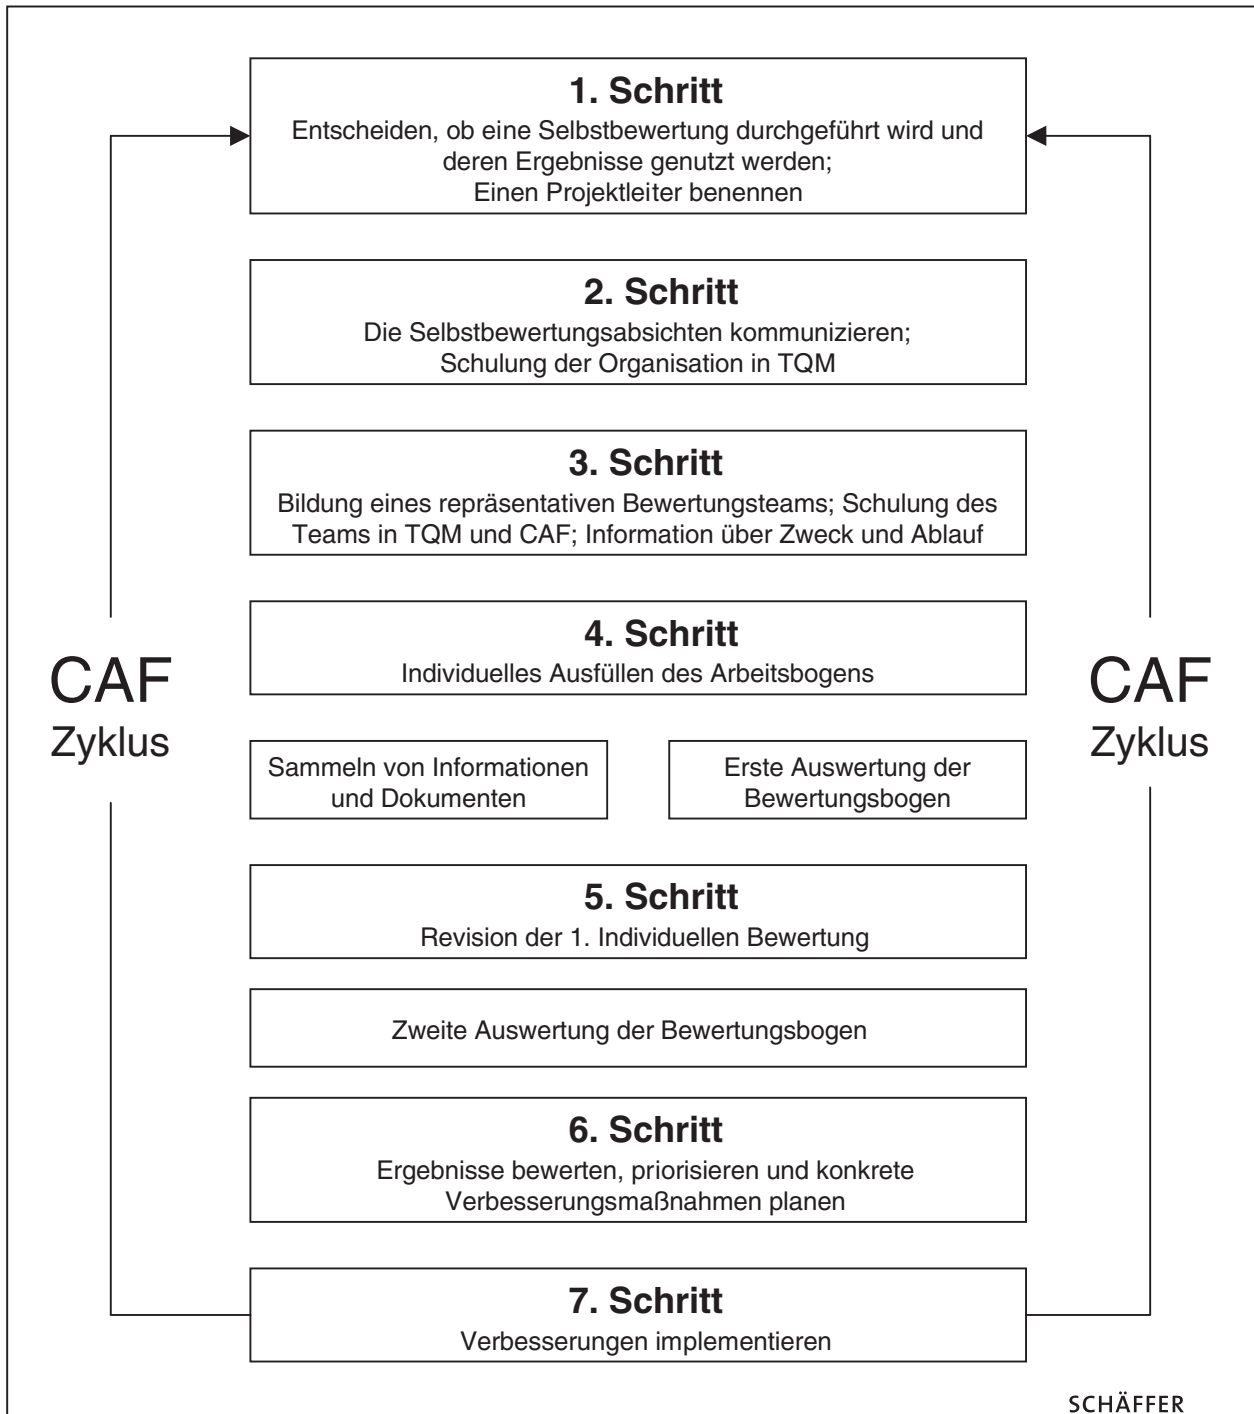 1. Schritt
Entscheiden, ob eine Selbstbewertung durchgeführt wird und
deren Ergebnisse genutzt werden;
Einen Projektleiter benennen
2. Schritt
Die Selbstbewertungsabsichten kommunizieren;
Schulung der Organisation in TQM
3. Schritt
Bildung eines repräsentativen Bewertungsteams; Schulung des
Teams in TQM und CAF; Information über Zweck und Ablauf
4. Schritt
Individuelles Ausfüllen des Arbeitsbogens
CAF
Zyklus
CAF
Zyklus
Sammeln von Informationen
und Dokumenten
Erste Auswertung der
Bewertungsbogen
5. Schritt
Revision der 1. Individuellen Bewertung
Zweite Auswertung der Bewertungsbogen
6. Schritt
Ergebnisse bewerten, priorisieren und konkrete
Verbesserungsmaßnahmen planen
7. Schritt
Verbesserungen implementieren
SCHÄFFER